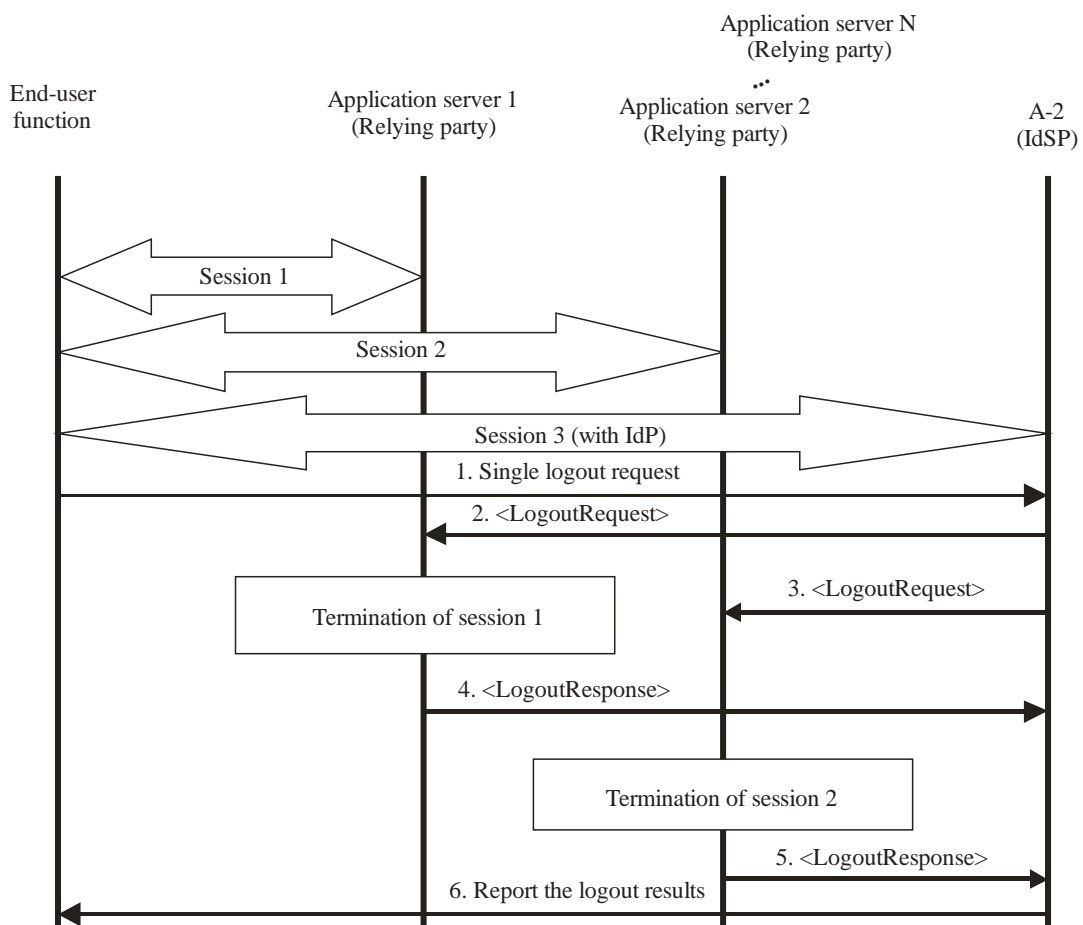 Application server N
(Relying party)
...
End-user
function
Application server 1
(Relying party)
Application server 2
(Relying party)
A-2
(IdSP)
Session 1
Session 2
Session 3 (with IdP)
1. Single logout request
2. <LogoutRequest>
3. <LogoutRequest>
Termination of session 1
4. <LogoutResponse>
Termination of session 2
5. <LogoutResponse>
6. Report the logout results